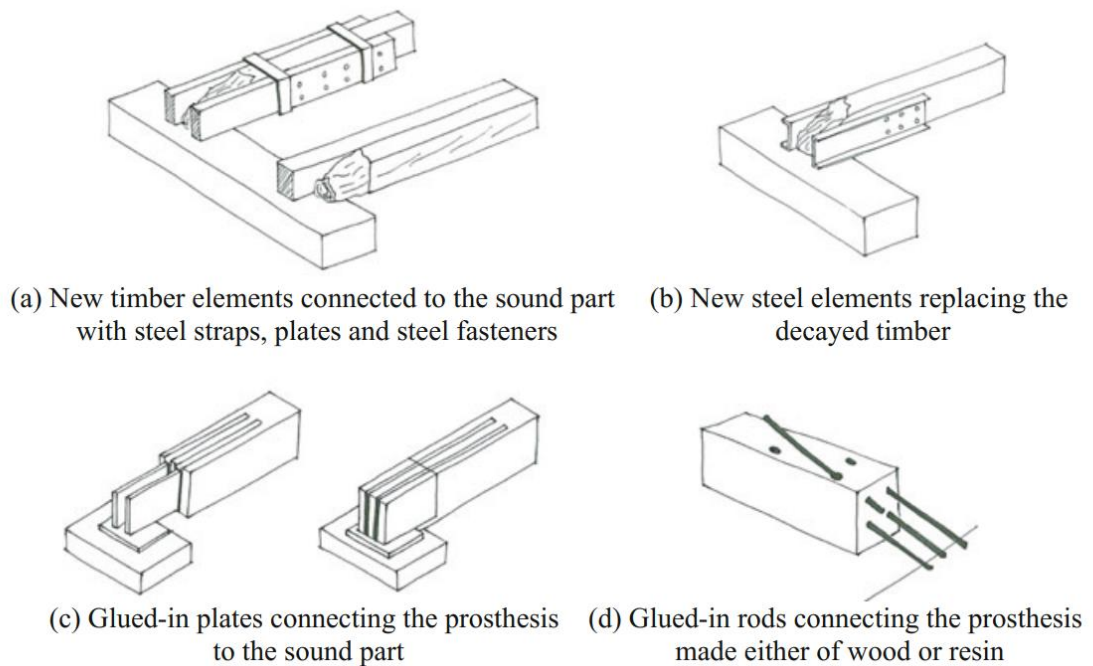 (a) New timber elements connected to the sound part
with steel straps, plates and steel fasteners
(b) New steel elements replacing the
decayed timber
(c) Glued-in plates connecting the prosthesis
to the sound part
(d) Glued-in rods connecting the prosthesis
made either of wood or resin